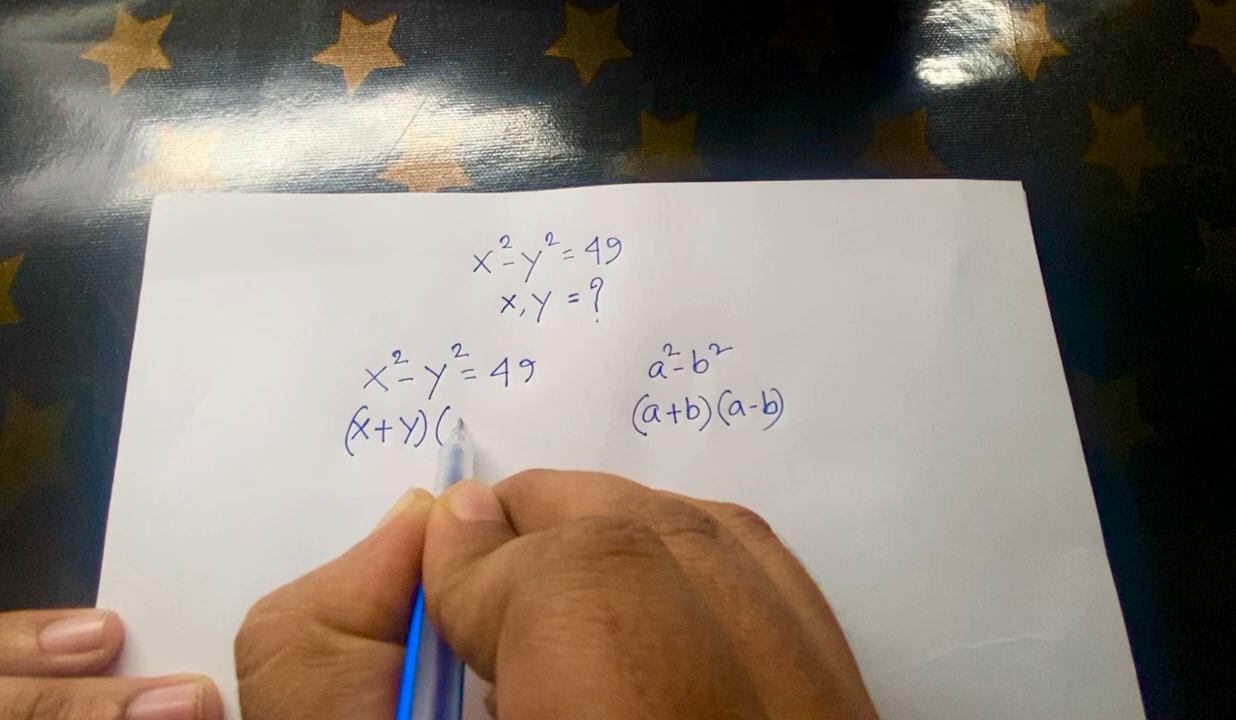 x²-y²=49
x,y=?
x²-y²=49
(x+y)(
a²-b²
(a+b)(a-b)